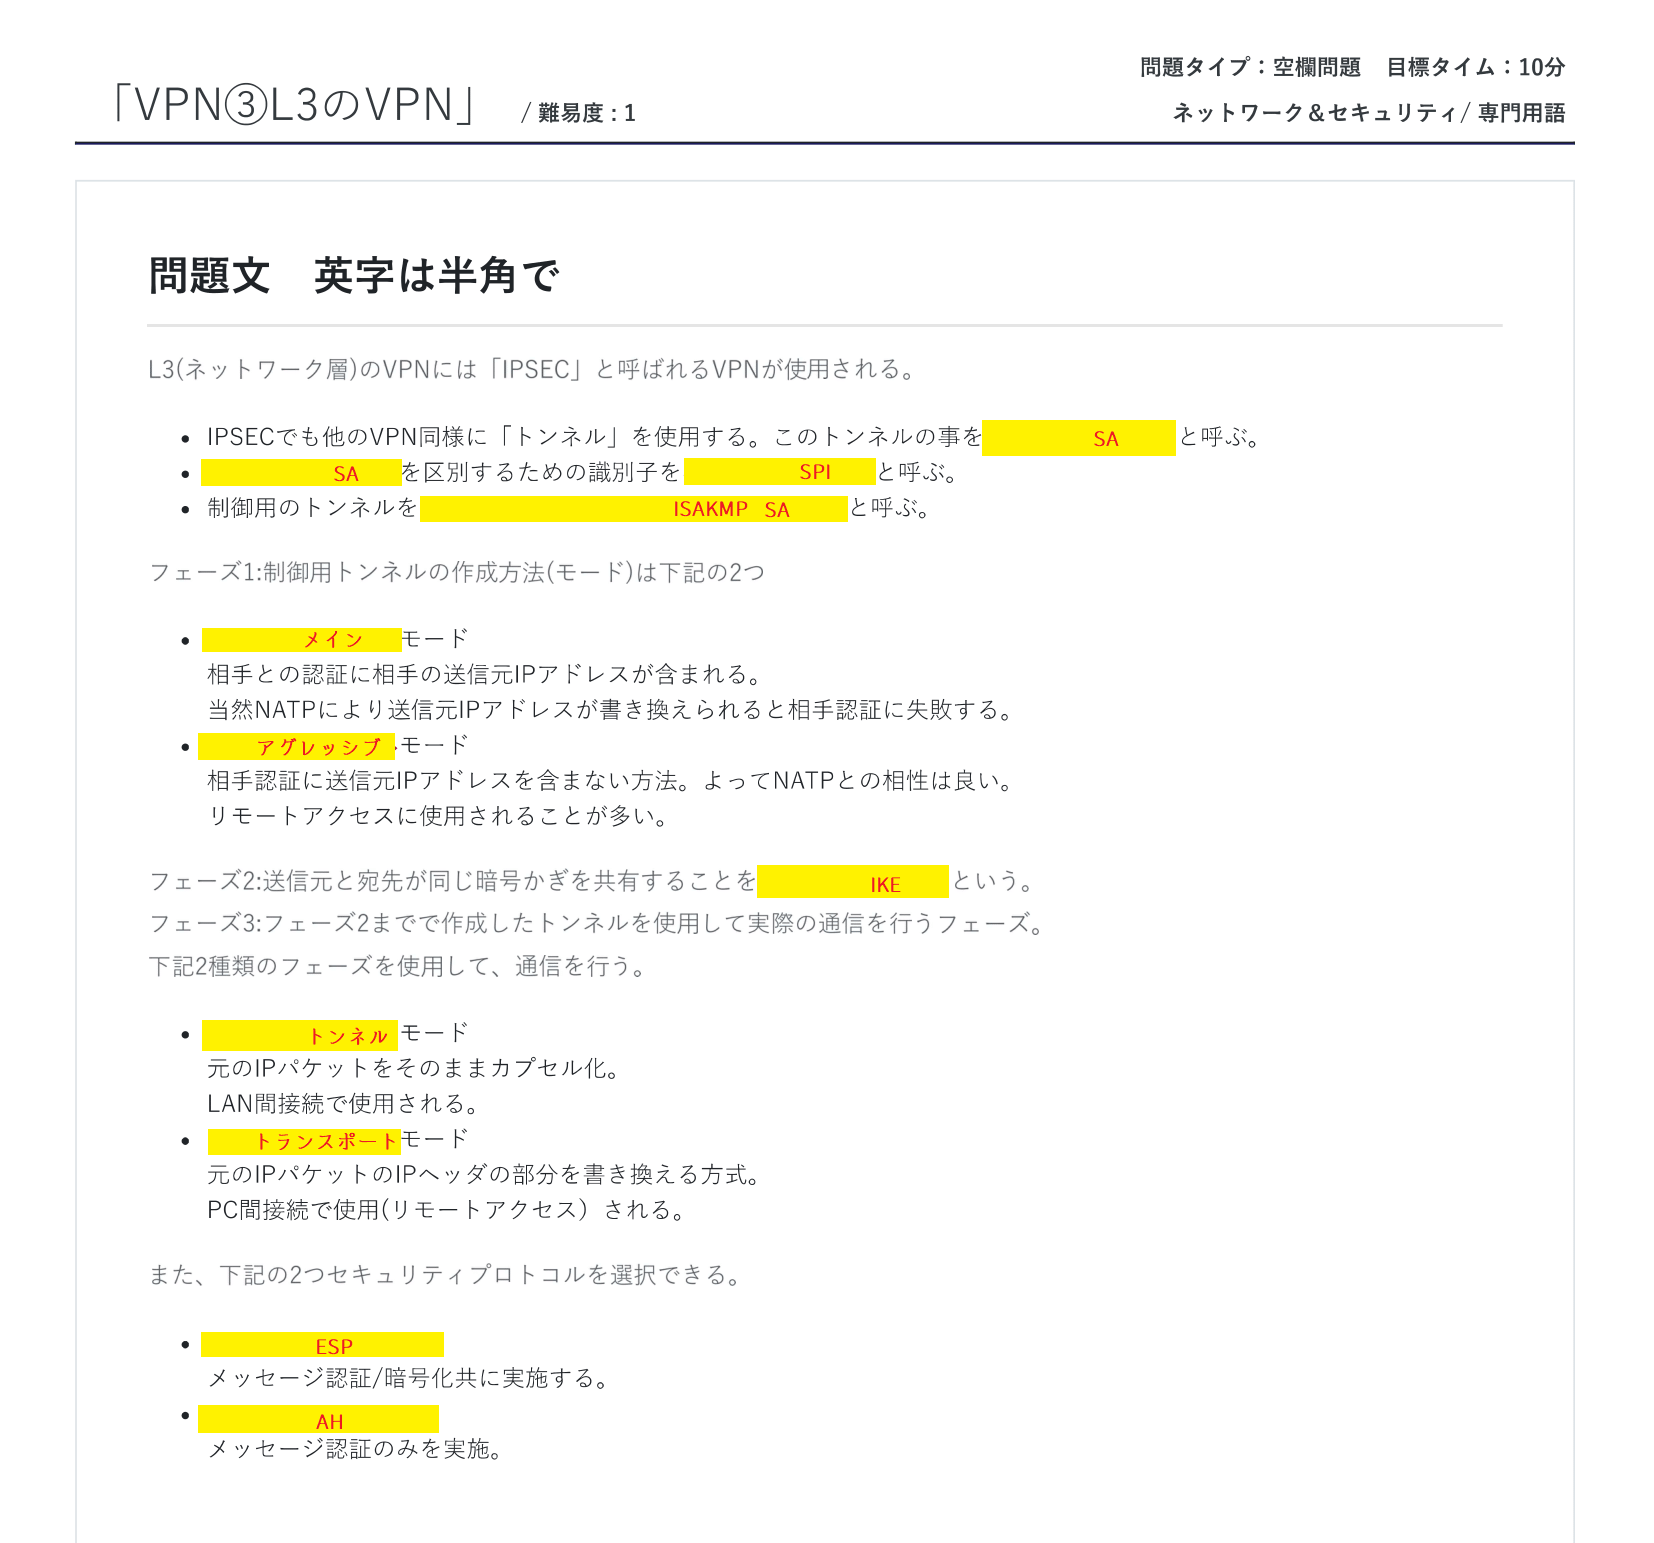 問題タイプ：空欄問題　目標タイム：10分
「VPN③L3のVPN」 / 難易度 : 1
ネットワーク＆セキュリティ/ 専門用語
問題文　英字は半角で
L3(ネットワーク層)のVPNには「IPSEC」と呼ばれるVPNが使用される。
• IPSECでも他のVPN同様に「トンネル」を使用する。このトンネルの事を SA と呼ぶ。
• SA を区別するための識別子を SPI と呼ぶ。
• 制御用のトンネルを ISAKMP SA と呼ぶ。
フェーズ1:制御用トンネルの作成方法(モード)は下記の2つ
• メイン モード
相手との認証に相手の送信元IPアドレスが含まれる。
当然NATPにより送信元IPアドレスが書き換えられると相手認証に失敗する。
• アグレッシブ モード
相手認証に送信元IPアドレスを含まない方法。よってNATPとの相性は良い。
リモートアクセスに使用されることが多い。
フェーズ2:送信元と宛先が同じ暗号かぎを共有することを IKE という。
フェーズ3:フェーズ2までで作成したトンネルを使用して実際の通信を行うフェーズ。
下記2種類のフェーズを使用して、通信を行う。
• トンネル モード
元のIPパケットをそのままカプセル化。
LAN間接続で使用される。
• トランスポート モード
元のIPパケットのIPヘッダの部分を書き換える方式。
PC間接続で使用(リモートアクセス）される。
また、下記の2つセキュリティプロトコルを選択できる。
• ESP
メッセージ認証/暗号化共に実施する。
• AH
メッセージ認証のみを実施。